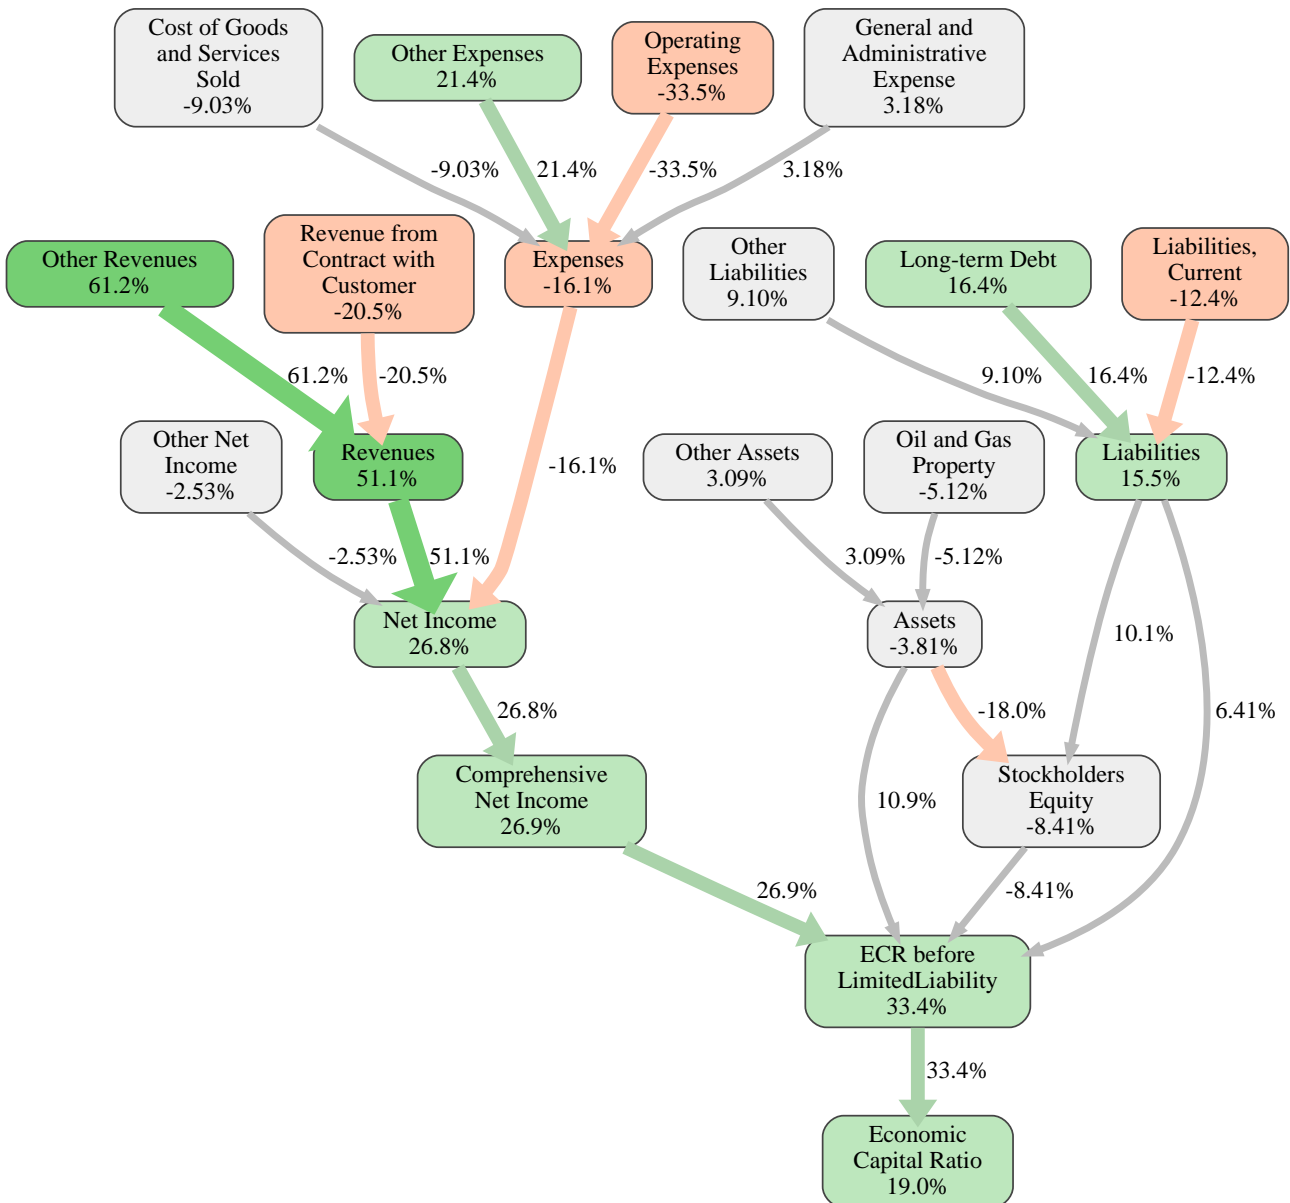 Cost of Goods
and Services
Sold
-9.03%
Other Expenses
21.4%
Operating
Expenses
-33.5%
General and
Administrative
Expense
3.18%
-9.03%
21.4%
-33.5%
3.18%
Other Revenues
61.2%
Revenue from
Contract with
Customer
-20.5%
Expenses
-16.1%
Other
Liabilities
9.10%
Long-term Debt
16.4%
Liabilities,
Current
-12.4%
61.2%
-20.5%
9.10%
16.4%
-12.4%
Other Net
Income
-2.53%
Revenues
51.1%
-16.1%
Other Assets
3.09%
Oil and Gas
Property
-5.12%
Liabilities
15.5%
-2.53%
51.1%
3.09%
-5.12%
Net Income
26.8%
Assets
-3.81%
10.1%
26.8%
-18.0%
6.41%
Comprehensive
Net Income
26.9%
10.9%
Stockholders
Equity
-8.41%
26.9%
-8.41%
ECR before
LimitedLiability
33.4%
33.4%
Economic
Capital Ratio
19.0%